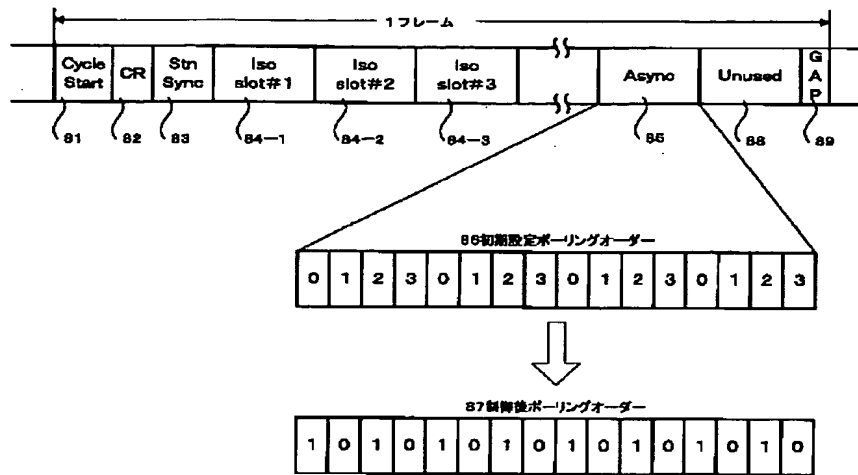 1フレーム
Cycle Start
CR
Stn Sync
Iso slot#1
Iso slot#2
Iso slot#3
Async
Unused
GAP
81
82
83
84-1
84-2
84-3
85
88
89
86初期設定ポーリングオーダー
0 1 2 3 0 1 2 3 0 1 2 3 0 1 2 3
87制御後ポーリングオーダー
1 0 1 0 1 0 1 0 1 0 1 0 1 0 1 0